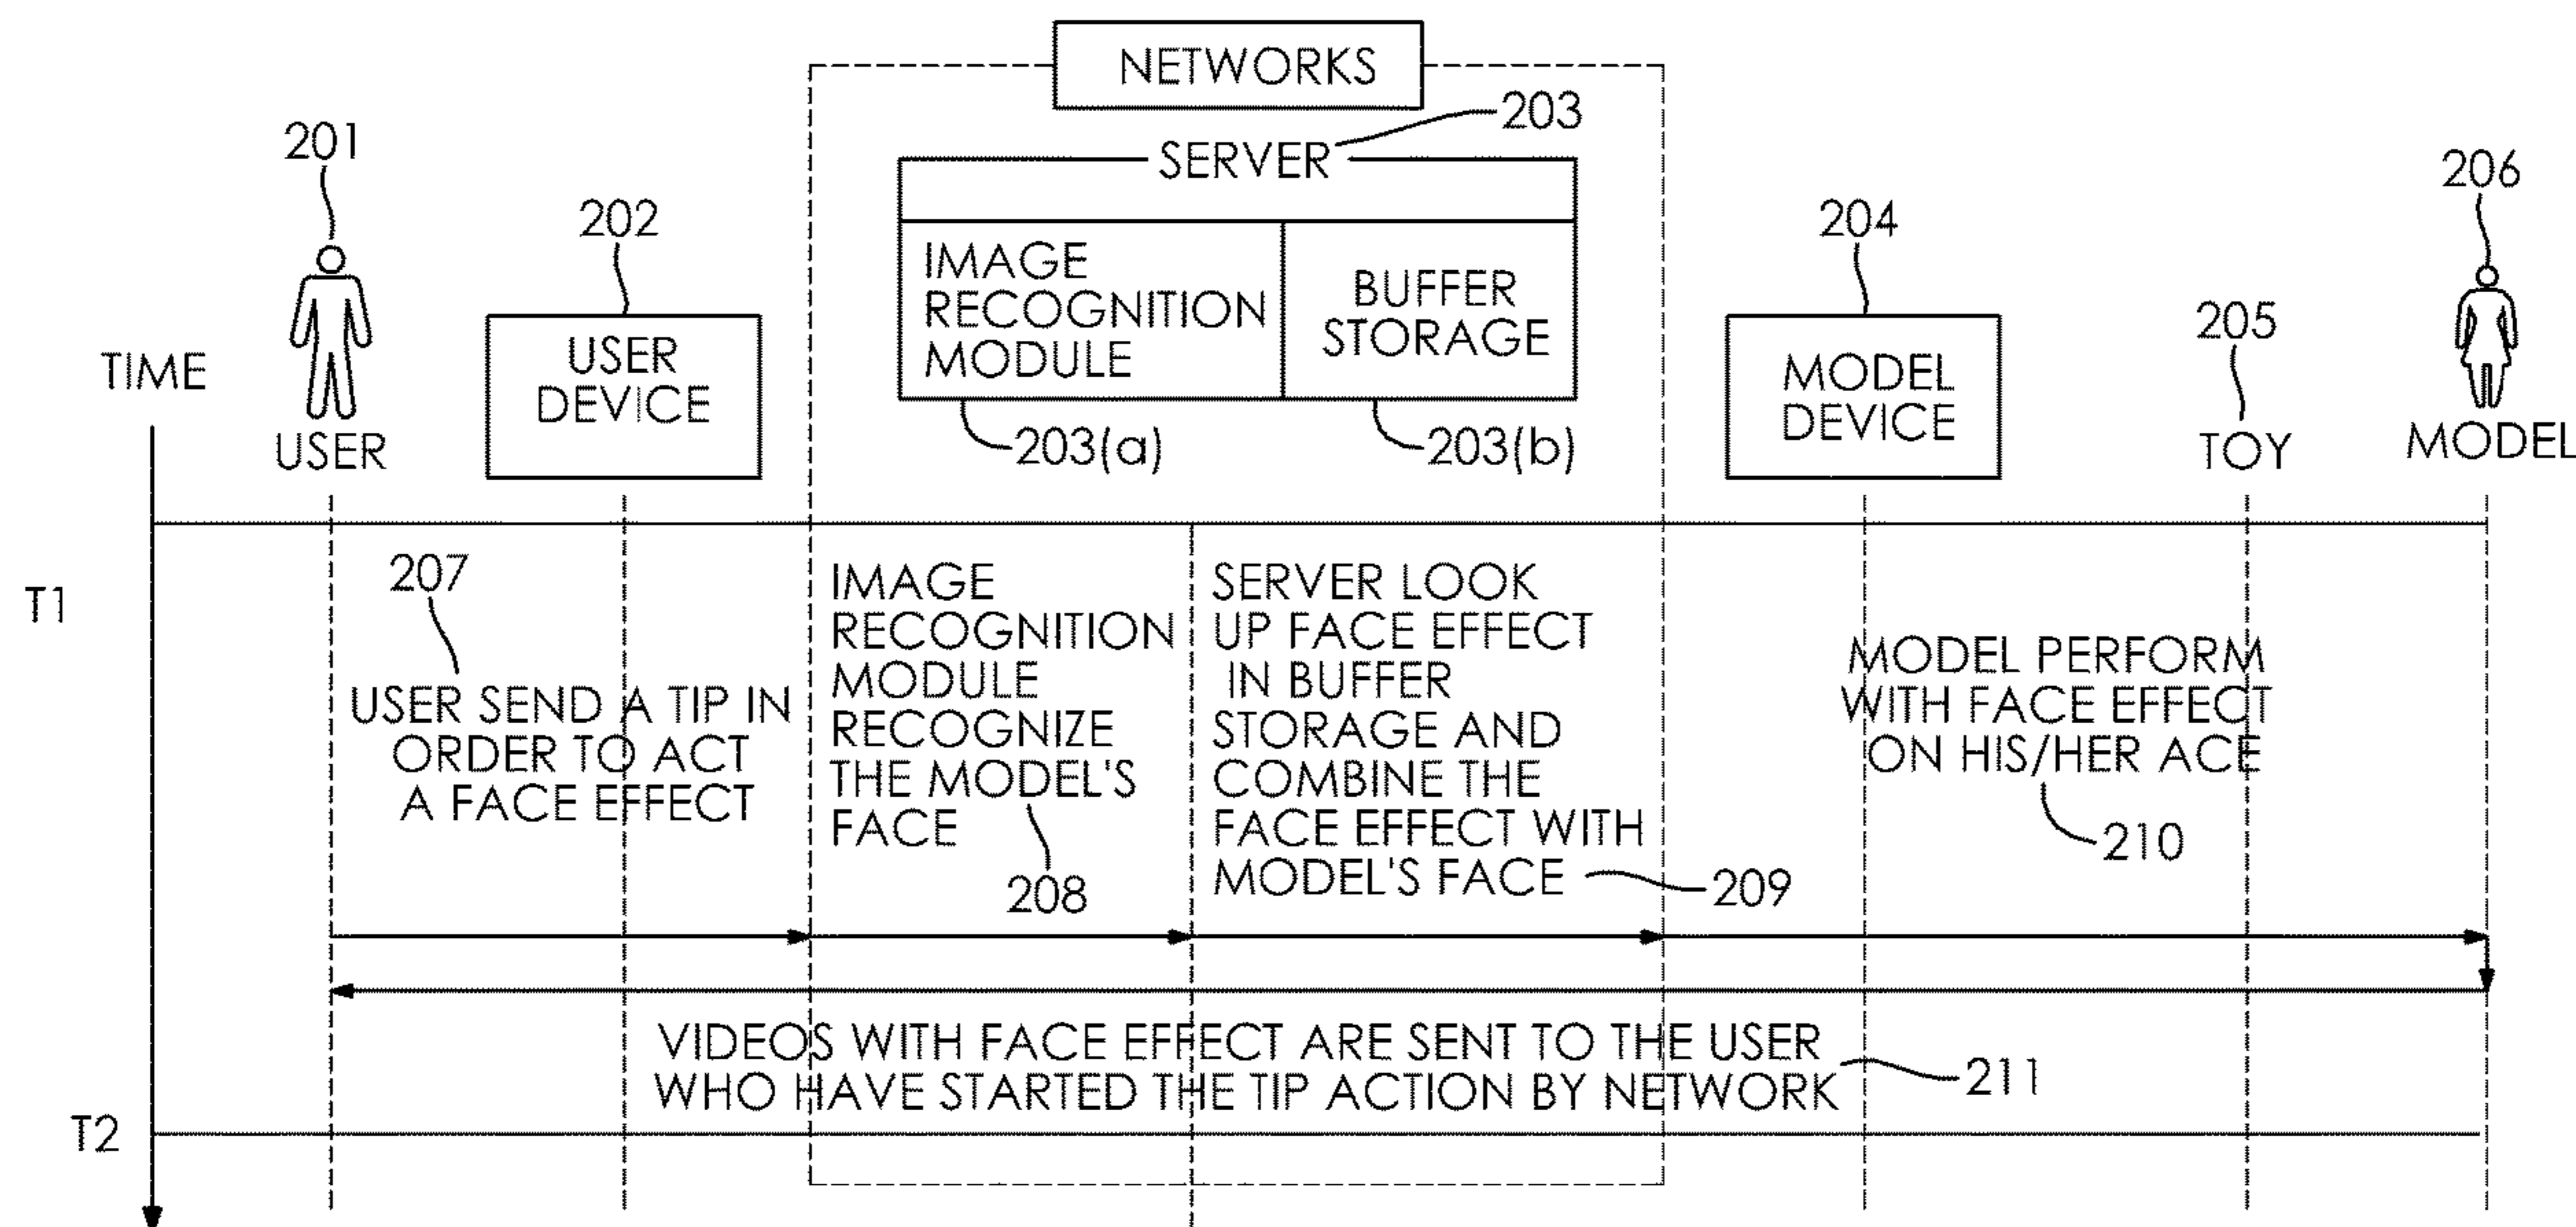 NETWORKS
203
SERVER
201
206
202
204
IMAGE
RECOGNITION
MODULE
BUFFER
STORAGE
205
TIME
USER
DEVICE
MODEL
DEVICE
USER
203(a)
203(b)
TOY
MODEL
T1
207
USER SEND A TIP IN
ORDER TO ACT
A FACE EFFECT
IMAGE
RECOGNITION
MODULE
RECOGNIZE
THE MODEL'S
FACE
208
SERVER LOOK
UP FACE EFFECT
IN BUFFER
STORAGE AND
COMBINE THE
FACE EFFECT WITH
MODEL'S FACE
209
MODEL PERFORM
WITH FACE EFFECT
ON HIS/HER ACE
210
VIDEOS WITH FACE EFFECT ARE SENT TO THE USER
WHO HAVE STARTED THE TIP ACTION BY NETWORK
211
T2